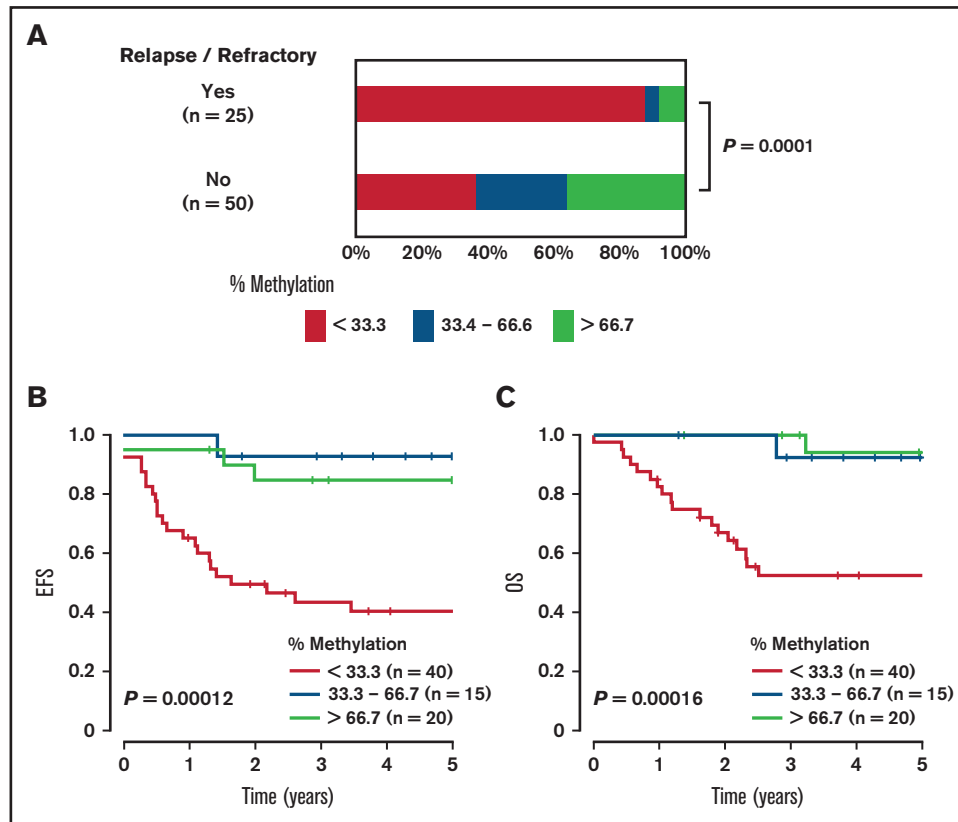 A
Relapse / Refractory
Yes
(n = 25)
No
(n = 50)
P = 0.0001
0% 20% 40% 60% 80% 100%
% Methylation
< 33.3 33.4 – 66.6 > 66.7
B
1.0
0.8
0.6
0.4
0.2
0
EFS
% Methylation
< 33.3 (n = 40)
33.3 – 66.7 (n = 15)
> 66.7 (n = 20)
P = 0.00012
0 1 2 3 4 5
Time (years)
C
1.0
0.8
0.6
0.4
0.2
0
OS
% Methylation
< 33.3 (n = 40)
33.3 – 66.7 (n = 15)
> 66.7 (n = 20)
P = 0.00016
0 1 2 3 4 5
Time (years)